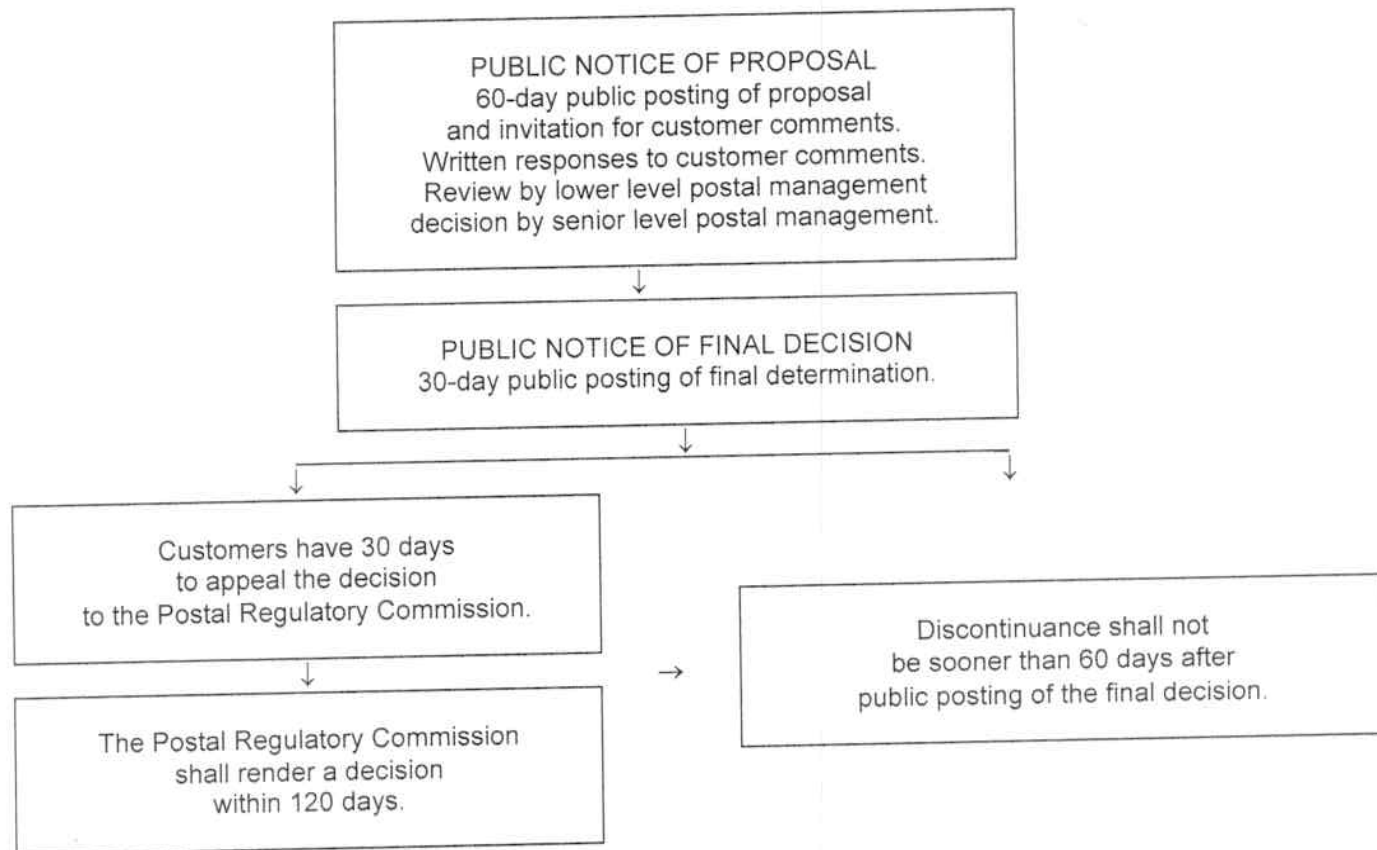 PUBLIC NOTICE OF PROPOSAL
60-day public posting of proposal
and invitation for customer comments.
Written responses to customer comments.
Review by lower level postal management
decision by senior level postal management.
PUBLIC NOTICE OF FINAL DECISION
30-day public posting of final determination.
Customers have 30 days
to appeal the decision
to the Postal Regulatory Commission.
The Postal Regulatory Commission
shall render a decision
within 120 days.
Discontinuance shall not
be sooner than 60 days after
public posting of the final decision.